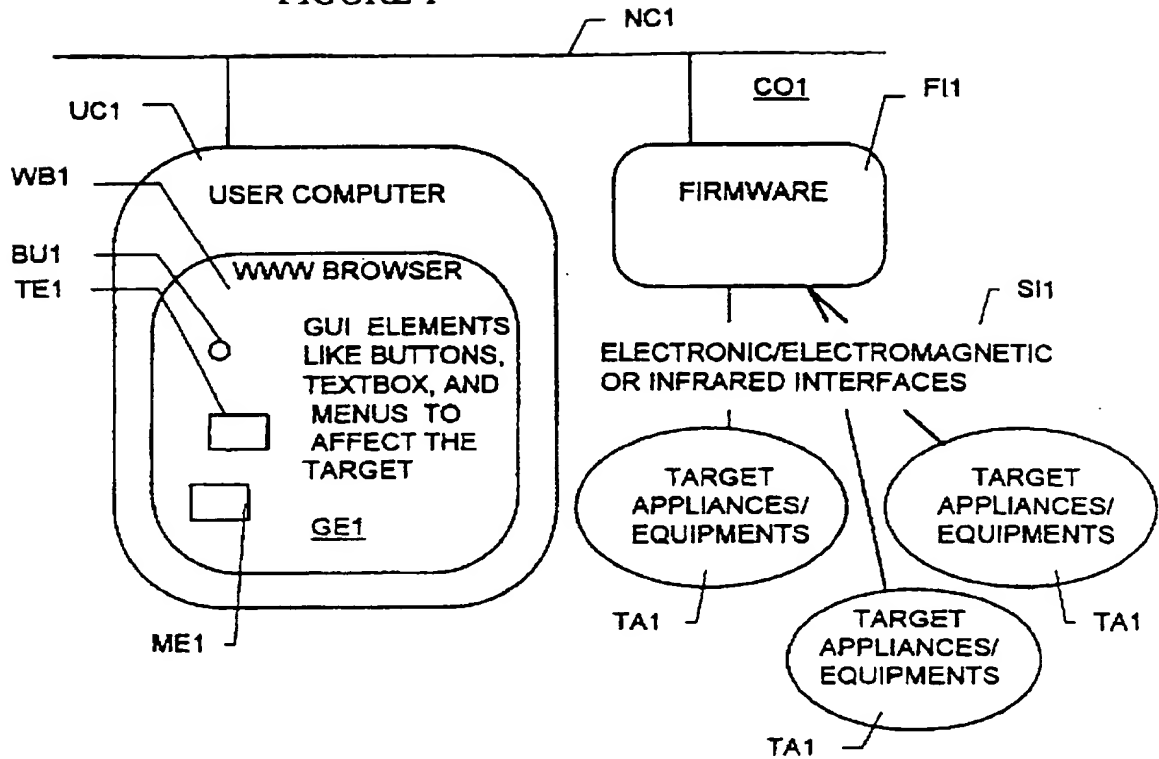 NC1
CO1
FI1
UC1
WB1
USER COMPUTER
FIRMWARE
BU1
WWW BROWSER
TE1
SI1
GUI ELEMENTS
LIKE BUTTONS,
TEXTBOX, AND
MENUS TO
AFFECT THE
TARGET
ELECTRONIC/ELECTROMAGNETIC
OR INFRARED INTERFACES
GE1
TARGET
APPLIANCES/
EQUIPMENTS
TARGET
APPLIANCES/
EQUIPMENTS
TA1
TA1
ME1
TARGET
APPLIANCES/
EQUIPMENTS
TA1